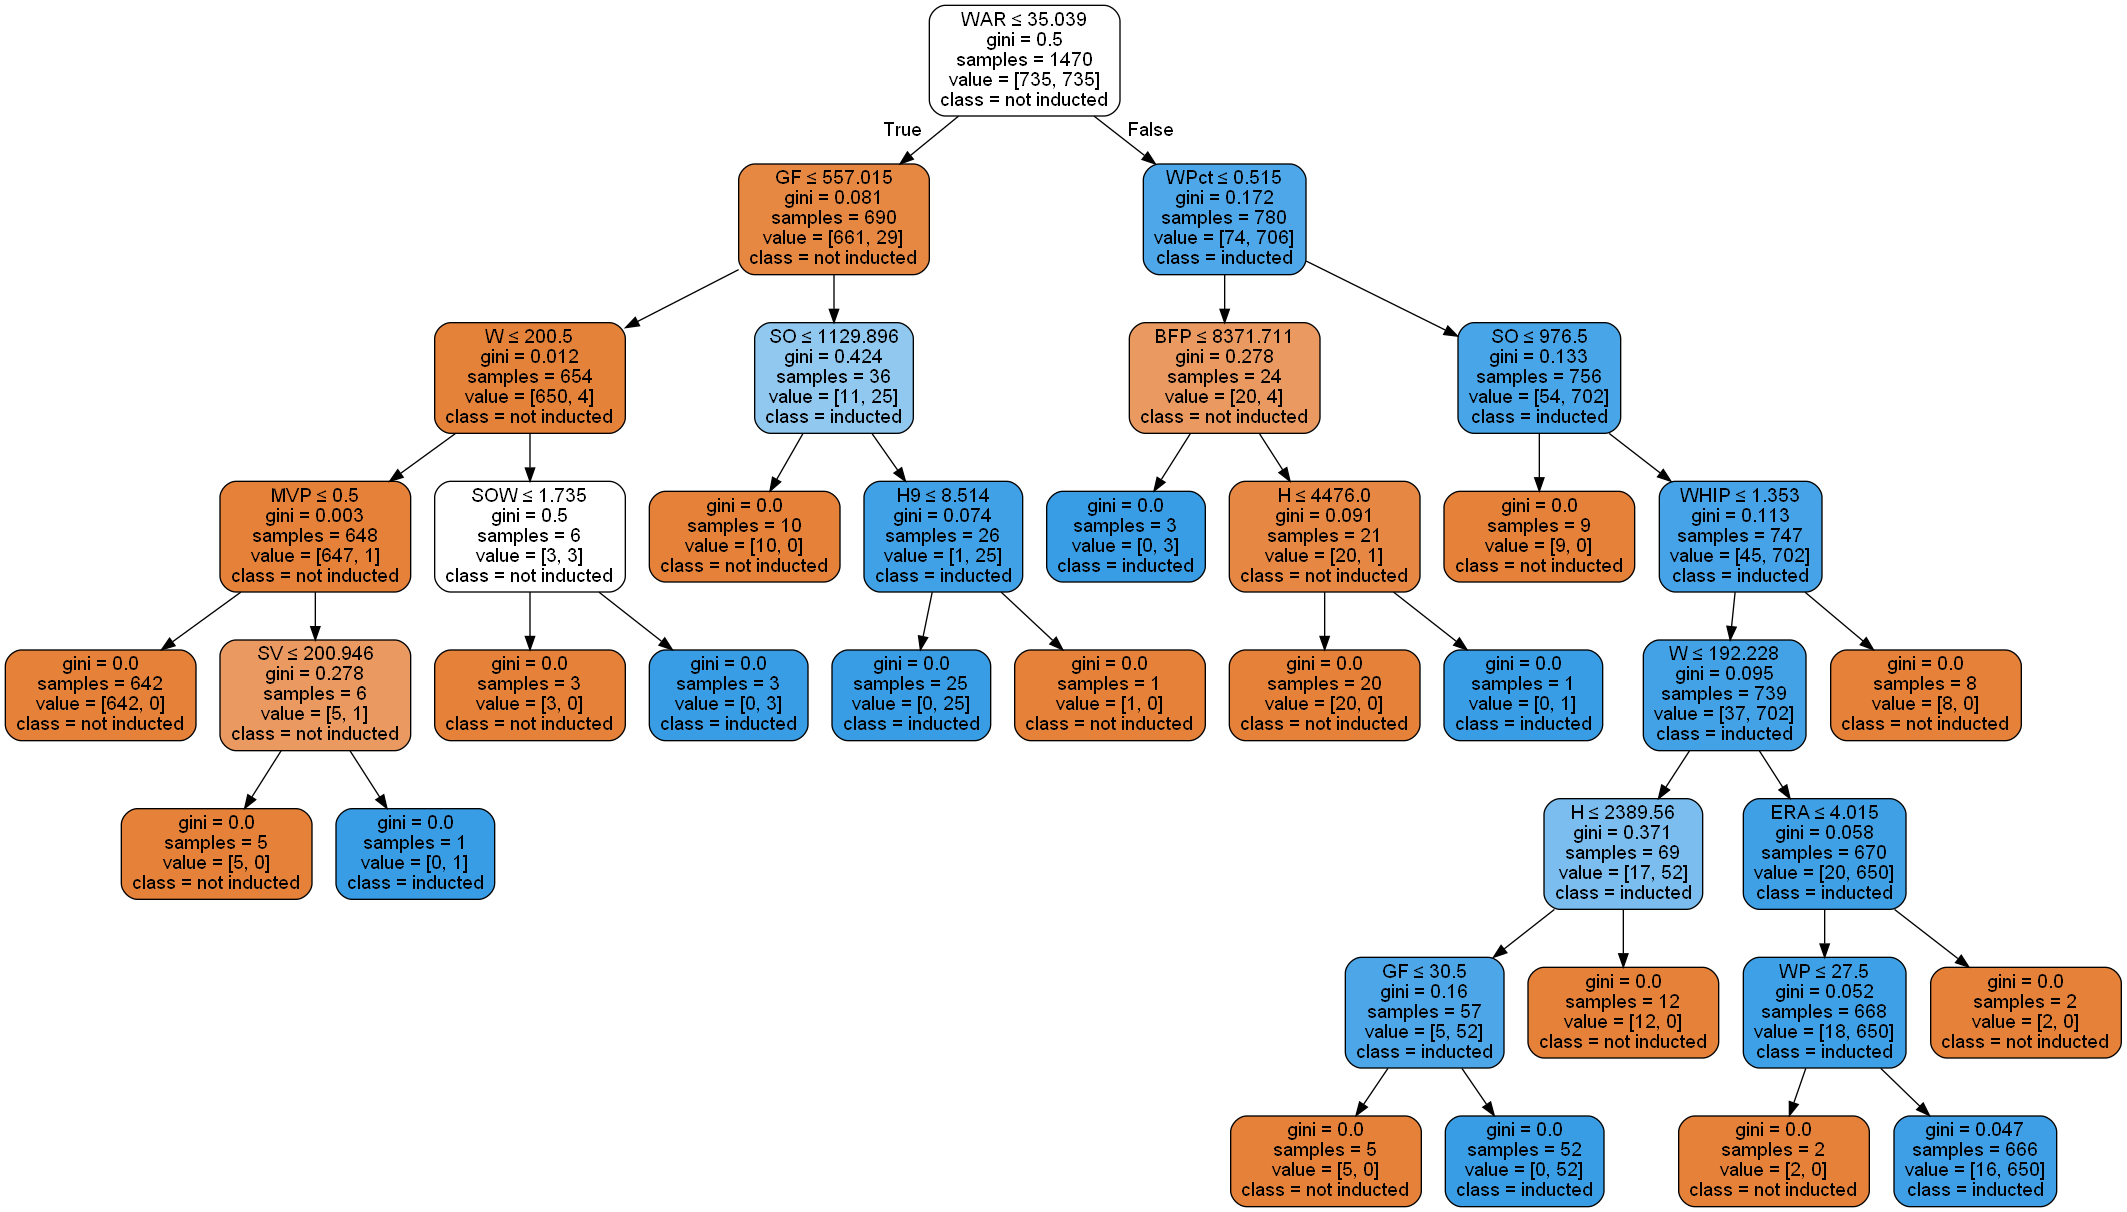 WAR ≤ 35.039
gini = 0.5
samples = 1470
value = [735, 735]
class = not inducted
True
False
GF ≤ 557.015
gini = 0.081
samples = 690
value = [661, 29]
class = not inducted
WPct ≤ 0.515
gini = 0.172
samples = 780
value = [74, 706]
class = inducted
W ≤ 200.5
gini = 0.012
samples = 654
value = [650, 4]
class = not inducted
SO ≤ 1129.896
gini = 0.424
samples = 36
value = [11, 25]
class = inducted
BFP ≤ 8371.711
gini = 0.278
samples = 24
value = [20, 4]
class = not inducted
SO ≤ 976.5
gini = 0.133
samples = 756
value = [54, 702]
class = inducted
MVP ≤ 0.5
gini = 0.003
samples = 648
value = [647, 1]
class = not inducted
SOW ≤ 1.735
gini = 0.5
samples = 6
value = [3, 3]
class = not inducted
gini = 0.0
samples = 10
value = [10, 0]
class = not inducted
H9 ≤ 8.514
gini = 0.074
samples = 26
value = [1, 25]
class = inducted
gini = 0.0
samples = 3
value = [0, 3]
class = inducted
H ≤ 4476.0
gini = 0.091
samples = 21
value = [20, 1]
class = not inducted
gini = 0.0
samples = 9
value = [9, 0]
class = not inducted
WHIP ≤ 1.353
gini = 0.113
samples = 747
value = [45, 702]
class = inducted
gini = 0.0
samples = 642
value = [642, 0]
class = not inducted
SV ≤ 200.946
gini = 0.278
samples = 6
value = [5, 1]
class = not inducted
gini = 0.0
samples = 3
value = [3, 0]
class = not inducted
gini = 0.0
samples = 3
value = [0, 3]
class = inducted
gini = 0.0
samples = 25
value = [0, 25]
class = inducted
gini = 0.0
samples = 1
value = [1, 0]
class = not inducted
gini = 0.0
samples = 20
value = [20, 0]
class = not inducted
gini = 0.0
samples = 1
value = [0, 1]
class = inducted
W ≤ 192.228
gini = 0.095
samples = 739
value = [37, 702]
class = inducted
gini = 0.0
samples = 8
value = [8, 0]
class = not inducted
gini = 0.0
samples = 5
value = [5, 0]
class = not inducted
gini = 0.0
samples = 1
value = [0, 1]
class = inducted
H ≤ 2389.56
gini = 0.371
samples = 69
value = [17, 52]
class = inducted
ERA ≤ 4.015
gini = 0.058
samples = 670
value = [20, 650]
class = inducted
GF ≤ 30.5
gini = 0.16
samples = 57
value = [5, 52]
class = inducted
gini = 0.0
samples = 12
value = [12, 0]
class = not inducted
WP ≤ 27.5
gini = 0.052
samples = 668
value = [18, 650]
class = inducted
gini = 0.0
samples = 2
value = [2, 0]
class = not inducted
gini = 0.0
samples = 5
value = [5, 0]
class = not inducted
gini = 0.0
samples = 52
value = [0, 52]
class = inducted
gini = 0.0
samples = 2
value = [2, 0]
class = not inducted
gini = 0.047
samples = 666
value = [16, 650]
class = inducted